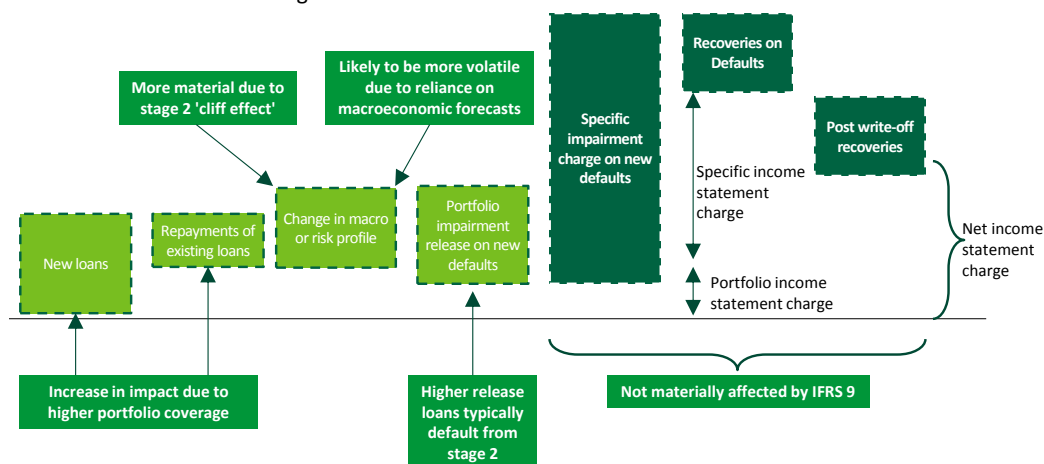 More material due to
stage 2 'cliff effect'
Likely to be more volatile
due to reliance on
macroeconomic forecasts
Recoveries on
Defaults
Specific
impairment
charge on new
defaults
Post write-off
recoveries
Specific income
statement
charge
New loans
Repayments of
existing loans
Change in macro
or risk profile
Portfolio
impairment
release on new
defaults
Portfolio income
statement charge
Net income
statement
charge
Increase in impact due to
higher portfolio coverage
Higher release
loans typically
default from
stage 2
Not materially affected by IFRS 9